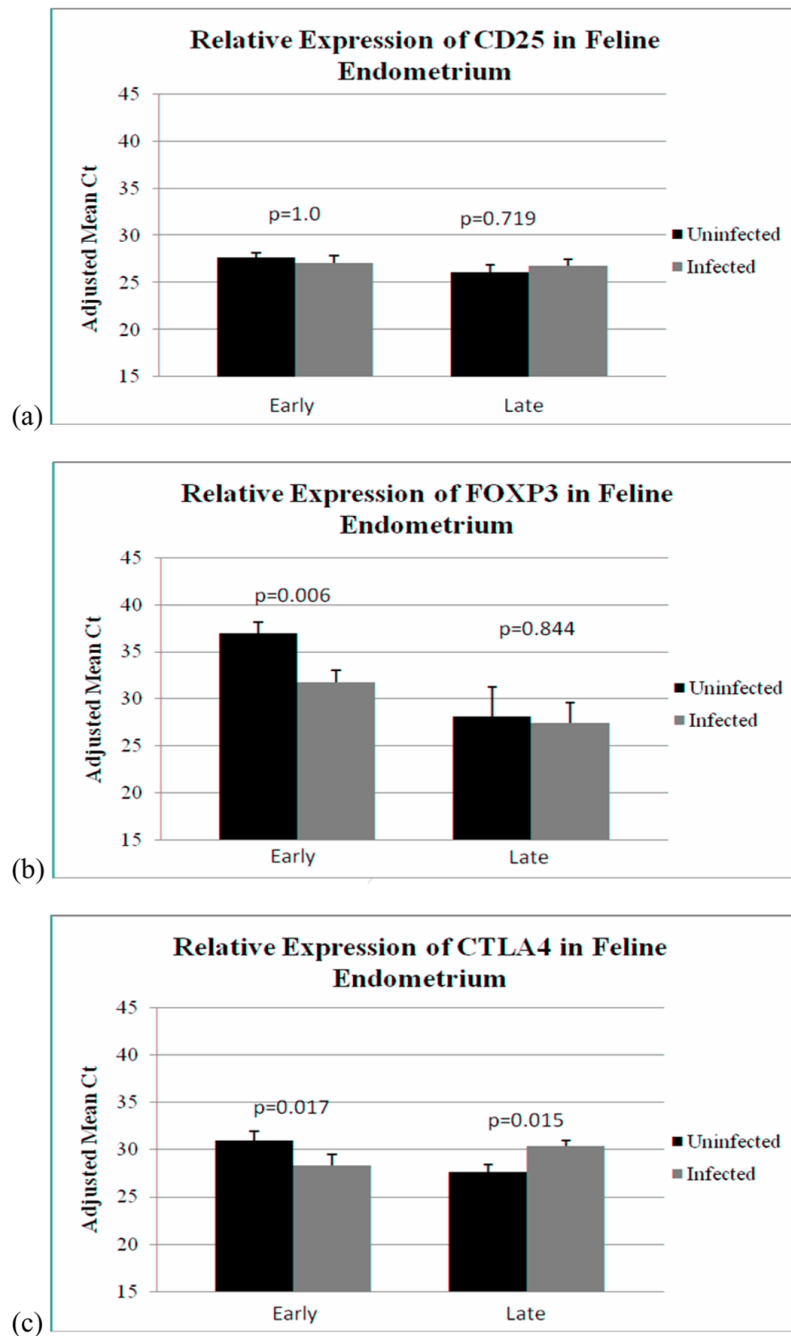 Relative Expression of CD25 in Feline
Endometrium
45
40
35
30
25
20
15
Adjusted Mean Ct
p=1.0
p=0.719
Uninfected
Infected
Early
Late
(a)
Relative Expression of FOXP3 in Feline
Endometrium
45
40
35
30
25
20
15
Adjusted Mean Ct
p=0.006
p=0.844
Uninfected
Infected
Early
Late
(b)
Relative Expression of CTLA4 in Feline
Endometrium
45
40
35
30
25
20
15
Adjusted Mean Ct
p=0.017
p=0.015
Uninfected
Infected
Early
Late
(c)